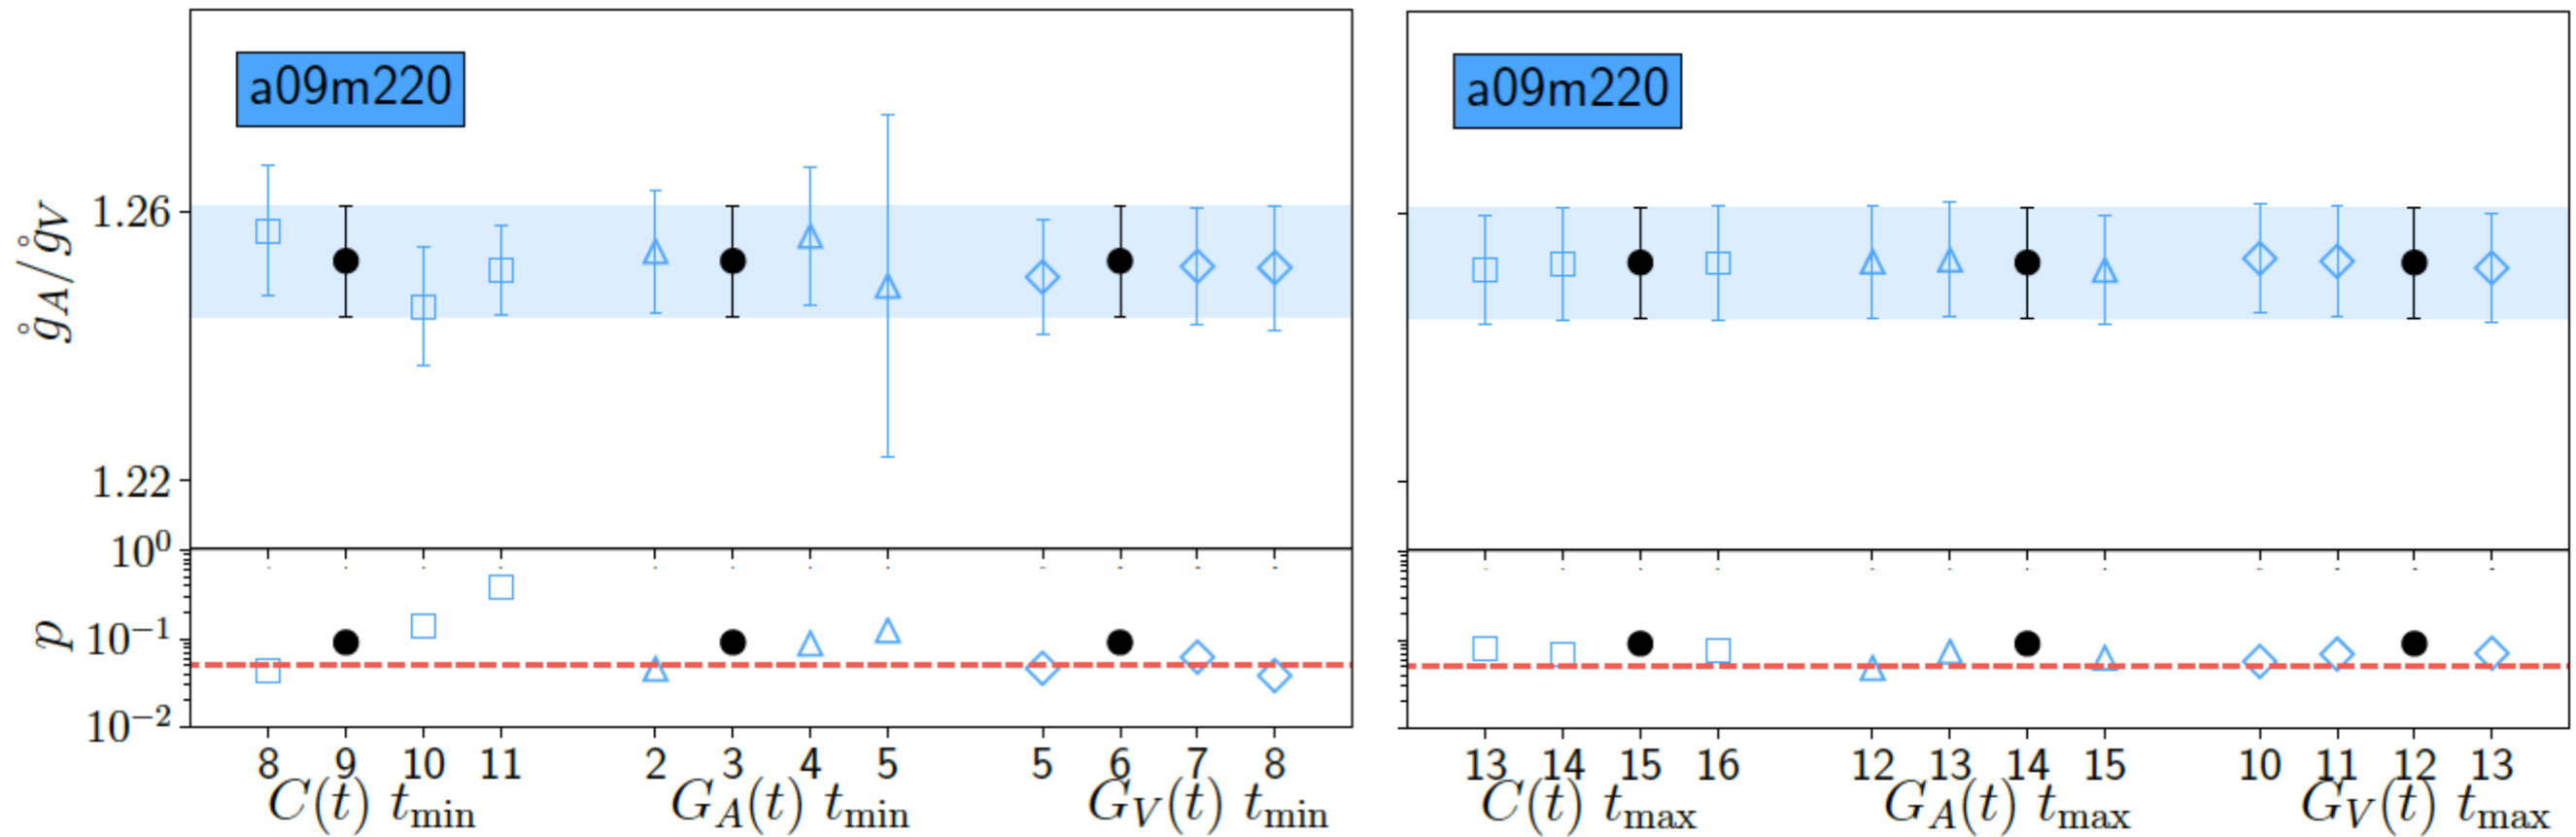 a09m220
a09m220
1.26
g̊A/g̊V
1.22
10⁰
p
10⁻¹
10⁻²
8 9 10 11 2 3 4 5 5 6 7 8
C(t) tmin GA(t) tmin GV(t) tmin
13 14 15 16 12 13 14 15 10 11 12 13
C(t) tmax GA(t) tmax GV(t) tmax